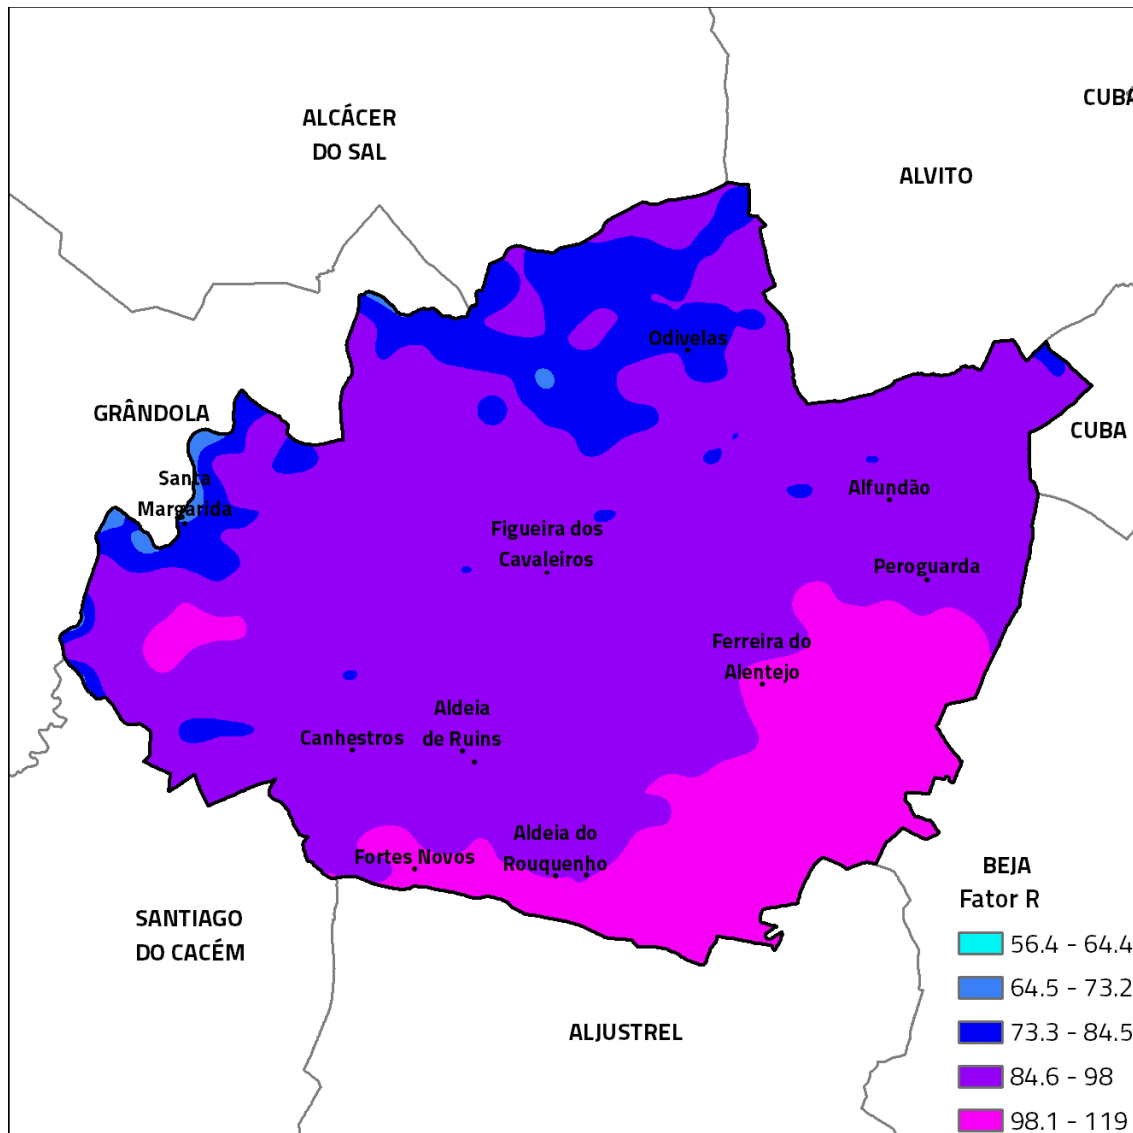 CUBA
ALCÁCER
DO SAL
ALVITO
Odivelas
GRÂNDOLA
CUBA
Santa
Margarida
Alfundão
Figueira dos
Cavaleiros
Peroguarda
Ferreira do
Alentejo
Aldeia
de Ruins
Canhestros
Aldeia do
Rouquenho
Fortes Novos
BEJA
Fator R
SANTIAGO
DO CACÉM
56.4 - 64.4
64.5 - 73.2
ALJUSTREL
73.3 - 84.5
84.6 - 98
98.1 - 119